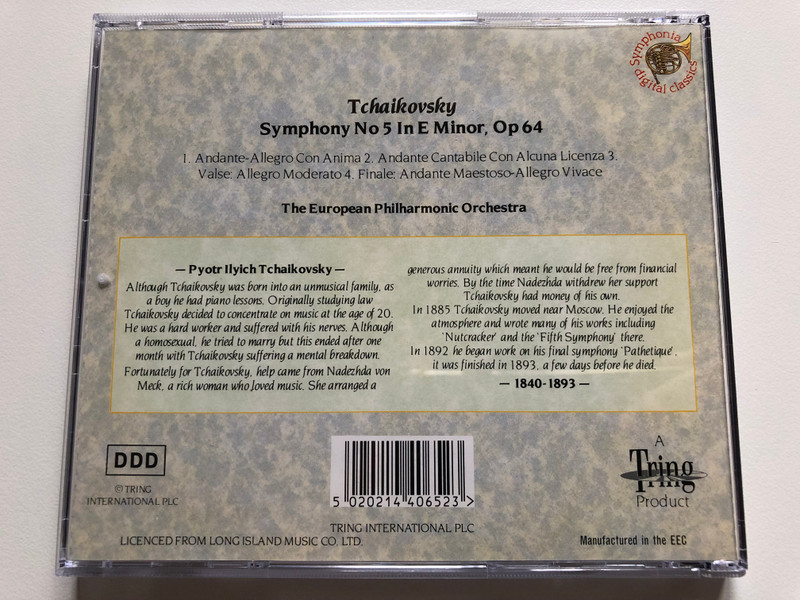 Symphonia
digital classics
Tchaikovsky
Symphony No 5 In E Minor, Op 64
1. Andante-Allegro Con Anima 2. Andante Cantabile Con Alcuna Licenza 3.
Valse: Allegro Moderato 4. Finale: Andante Maestoso-Allegro Vivace
The European Philharmonic Orchestra
— Pyotr Ilyich Tchaikovsky —
Although Tchaikovsky was born into an unmusical family, as
a boy he had piano lessons. Originally studying law
Tchaikovsky decided to concentrate on music at the age of 20.
He was a hard worker and suffered with his nerves. Although
a homosexual, he tried to marry but this ended after one
month with Tchaikovsky suffering a mental breakdown.
Fortunately for Tchaikovsky, help came from Nadezhda von
Meck, a rich woman who loved music. She arranged a
generous annuity which meant he would be free from financial
worries. By the time Nadezhda withdrew her support
Tchaikovsky had money of his own.
In 1885 Tchaikovsky moved near Moscow. He enjoyed the
atmosphere and wrote many of his works including
'Nutcracker' and the 'Fifth Symphony' there.
In 1892 he began work on his final symphony 'Pathetique',
it was finished in 1893, a few days before he died.
— 1840-1893 —
DDD
© TRING
INTERNATIONAL PLC
5 020214 406523 >
A
Tring
Product
TRING INTERNATIONAL PLC
LICENCED FROM LONG ISLAND MUSIC CO. LTD.
Manufactured in the EEC